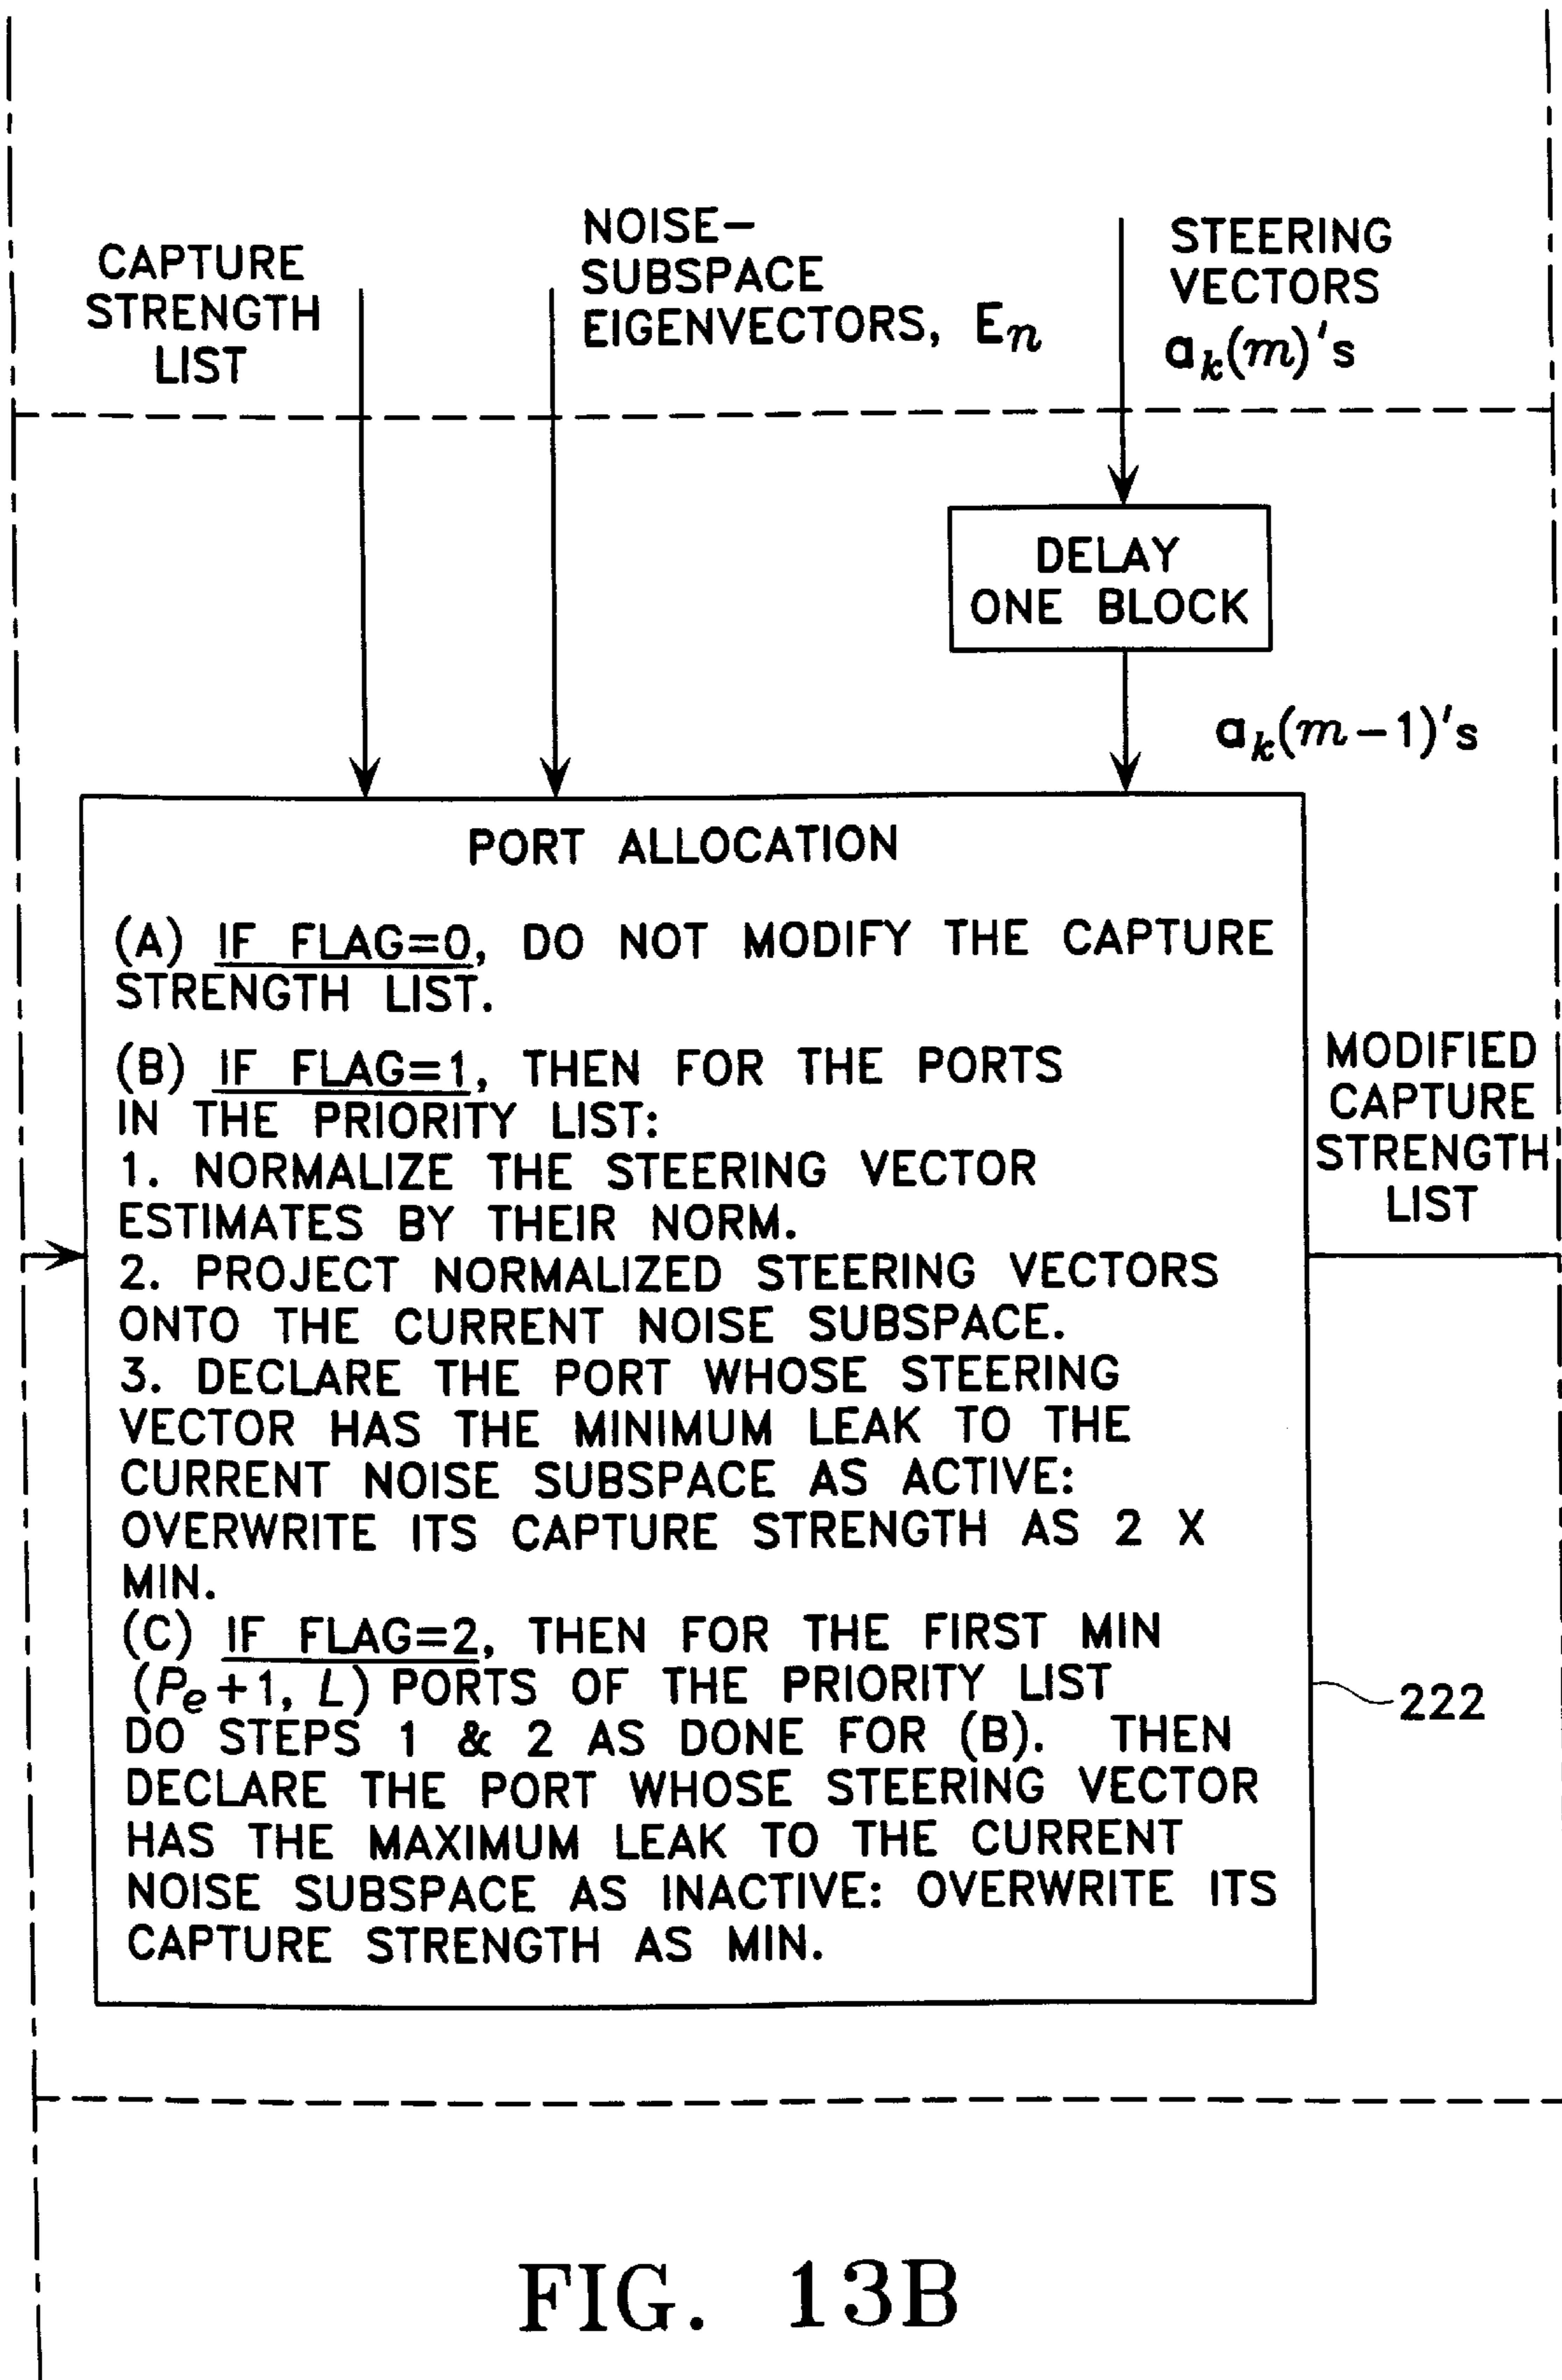 CAPTURE
STRENGTH
LIST
NOISE–
SUBSPACE
EIGENVECTORS, En
STEERING
VECTORS
ak(m)'s
DELAY
ONE BLOCK
ak(m-1)'s
PORT ALLOCATION
(A) IF FLAG=0, DO NOT MODIFY THE CAPTURE
STRENGTH LIST.
(B) IF FLAG=1, THEN FOR THE PORTS
IN THE PRIORITY LIST:
1. NORMALIZE THE STEERING VECTOR
ESTIMATES BY THEIR NORM.
2. PROJECT NORMALIZED STEERING VECTORS
ONTO THE CURRENT NOISE SUBSPACE.
3. DECLARE THE PORT WHOSE STEERING
VECTOR HAS THE MINIMUM LEAK TO THE
CURRENT NOISE SUBSPACE AS ACTIVE:
OVERWRITE ITS CAPTURE STRENGTH AS 2 X
MIN.
(C) IF FLAG=2, THEN FOR THE FIRST MIN
(Pe+1, L) PORTS OF THE PRIORITY LIST
DO STEPS 1 & 2 AS DONE FOR (B). THEN
DECLARE THE PORT WHOSE STEERING VECTOR
HAS THE MAXIMUM LEAK TO THE CURRENT
NOISE SUBSPACE AS INACTIVE: OVERWRITE ITS
CAPTURE STRENGTH AS MIN.
MODIFIED
CAPTURE
STRENGTH
LIST
222
FIG. 13B